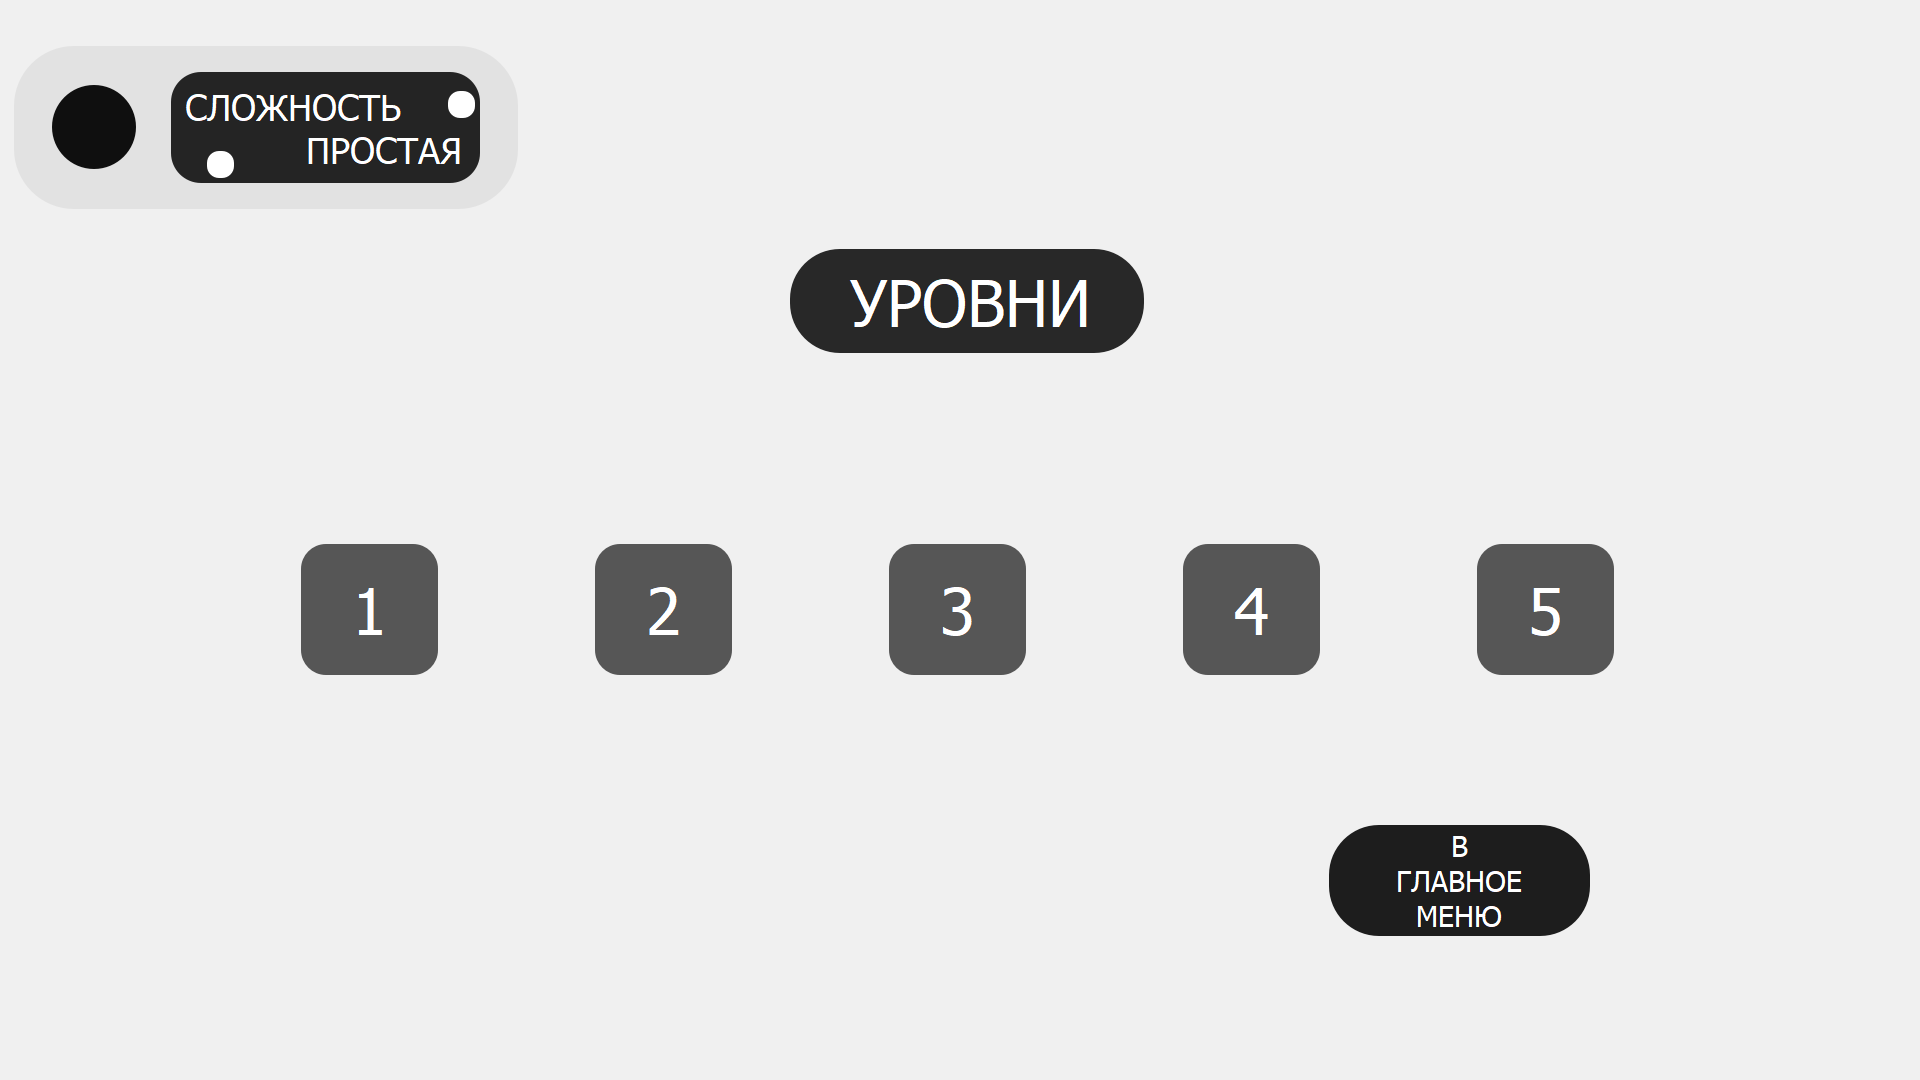 СЛОЖНОСТЬ
ПРОСТАЯ
УРОВНИ
1 2 3 4 5
В
ГЛАВНОЕ
МЕНЮ